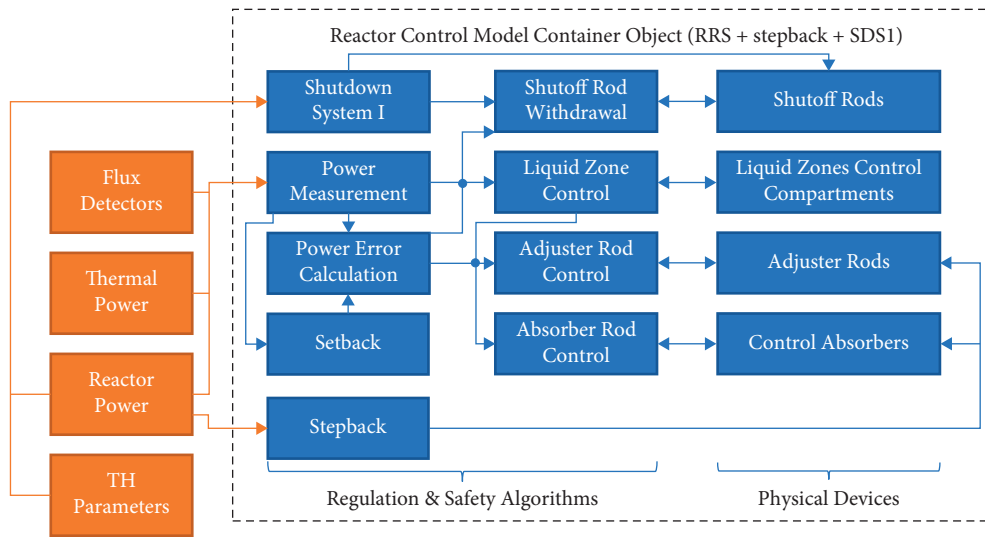 Reactor Control Model Container Object (RRS + stepback + SDS1)
Shutdown
System I
Shutoff Rod
Withdrawal
Shutoff Rods
Flux
Detectors
Power
Measurement
Liquid Zone
Control
Liquid Zones Control
Compartments
Thermal
Power
Power Error
Calculation
Adjuster Rod
Control
Adjuster Rods
Reactor
Power
Setback
Absorber Rod
Control
Control Absorbers
Stepback
TH
Parameters
Regulation & Safety Algorithms
Physical Devices